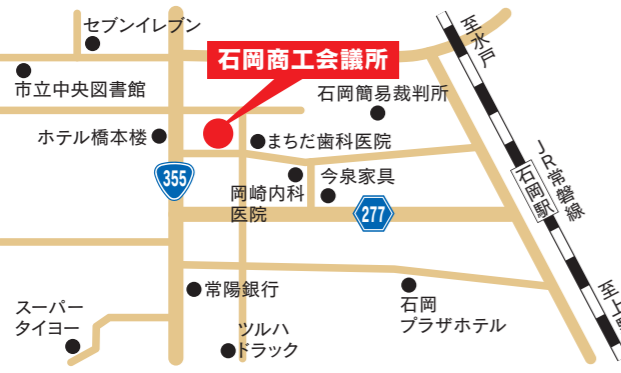 セブンイレブン
至水戸
石岡商工会議所
市立中央図書館
石岡簡易裁判所
ホテル橋本楼
まちだ歯科医院
JR常磐線
355
岡崎内科
医院
今泉家具
石岡駅
277
常陽銀行
スーパー
タイヨー
ツルハ
ドラック
石岡
プラザホテル
至上